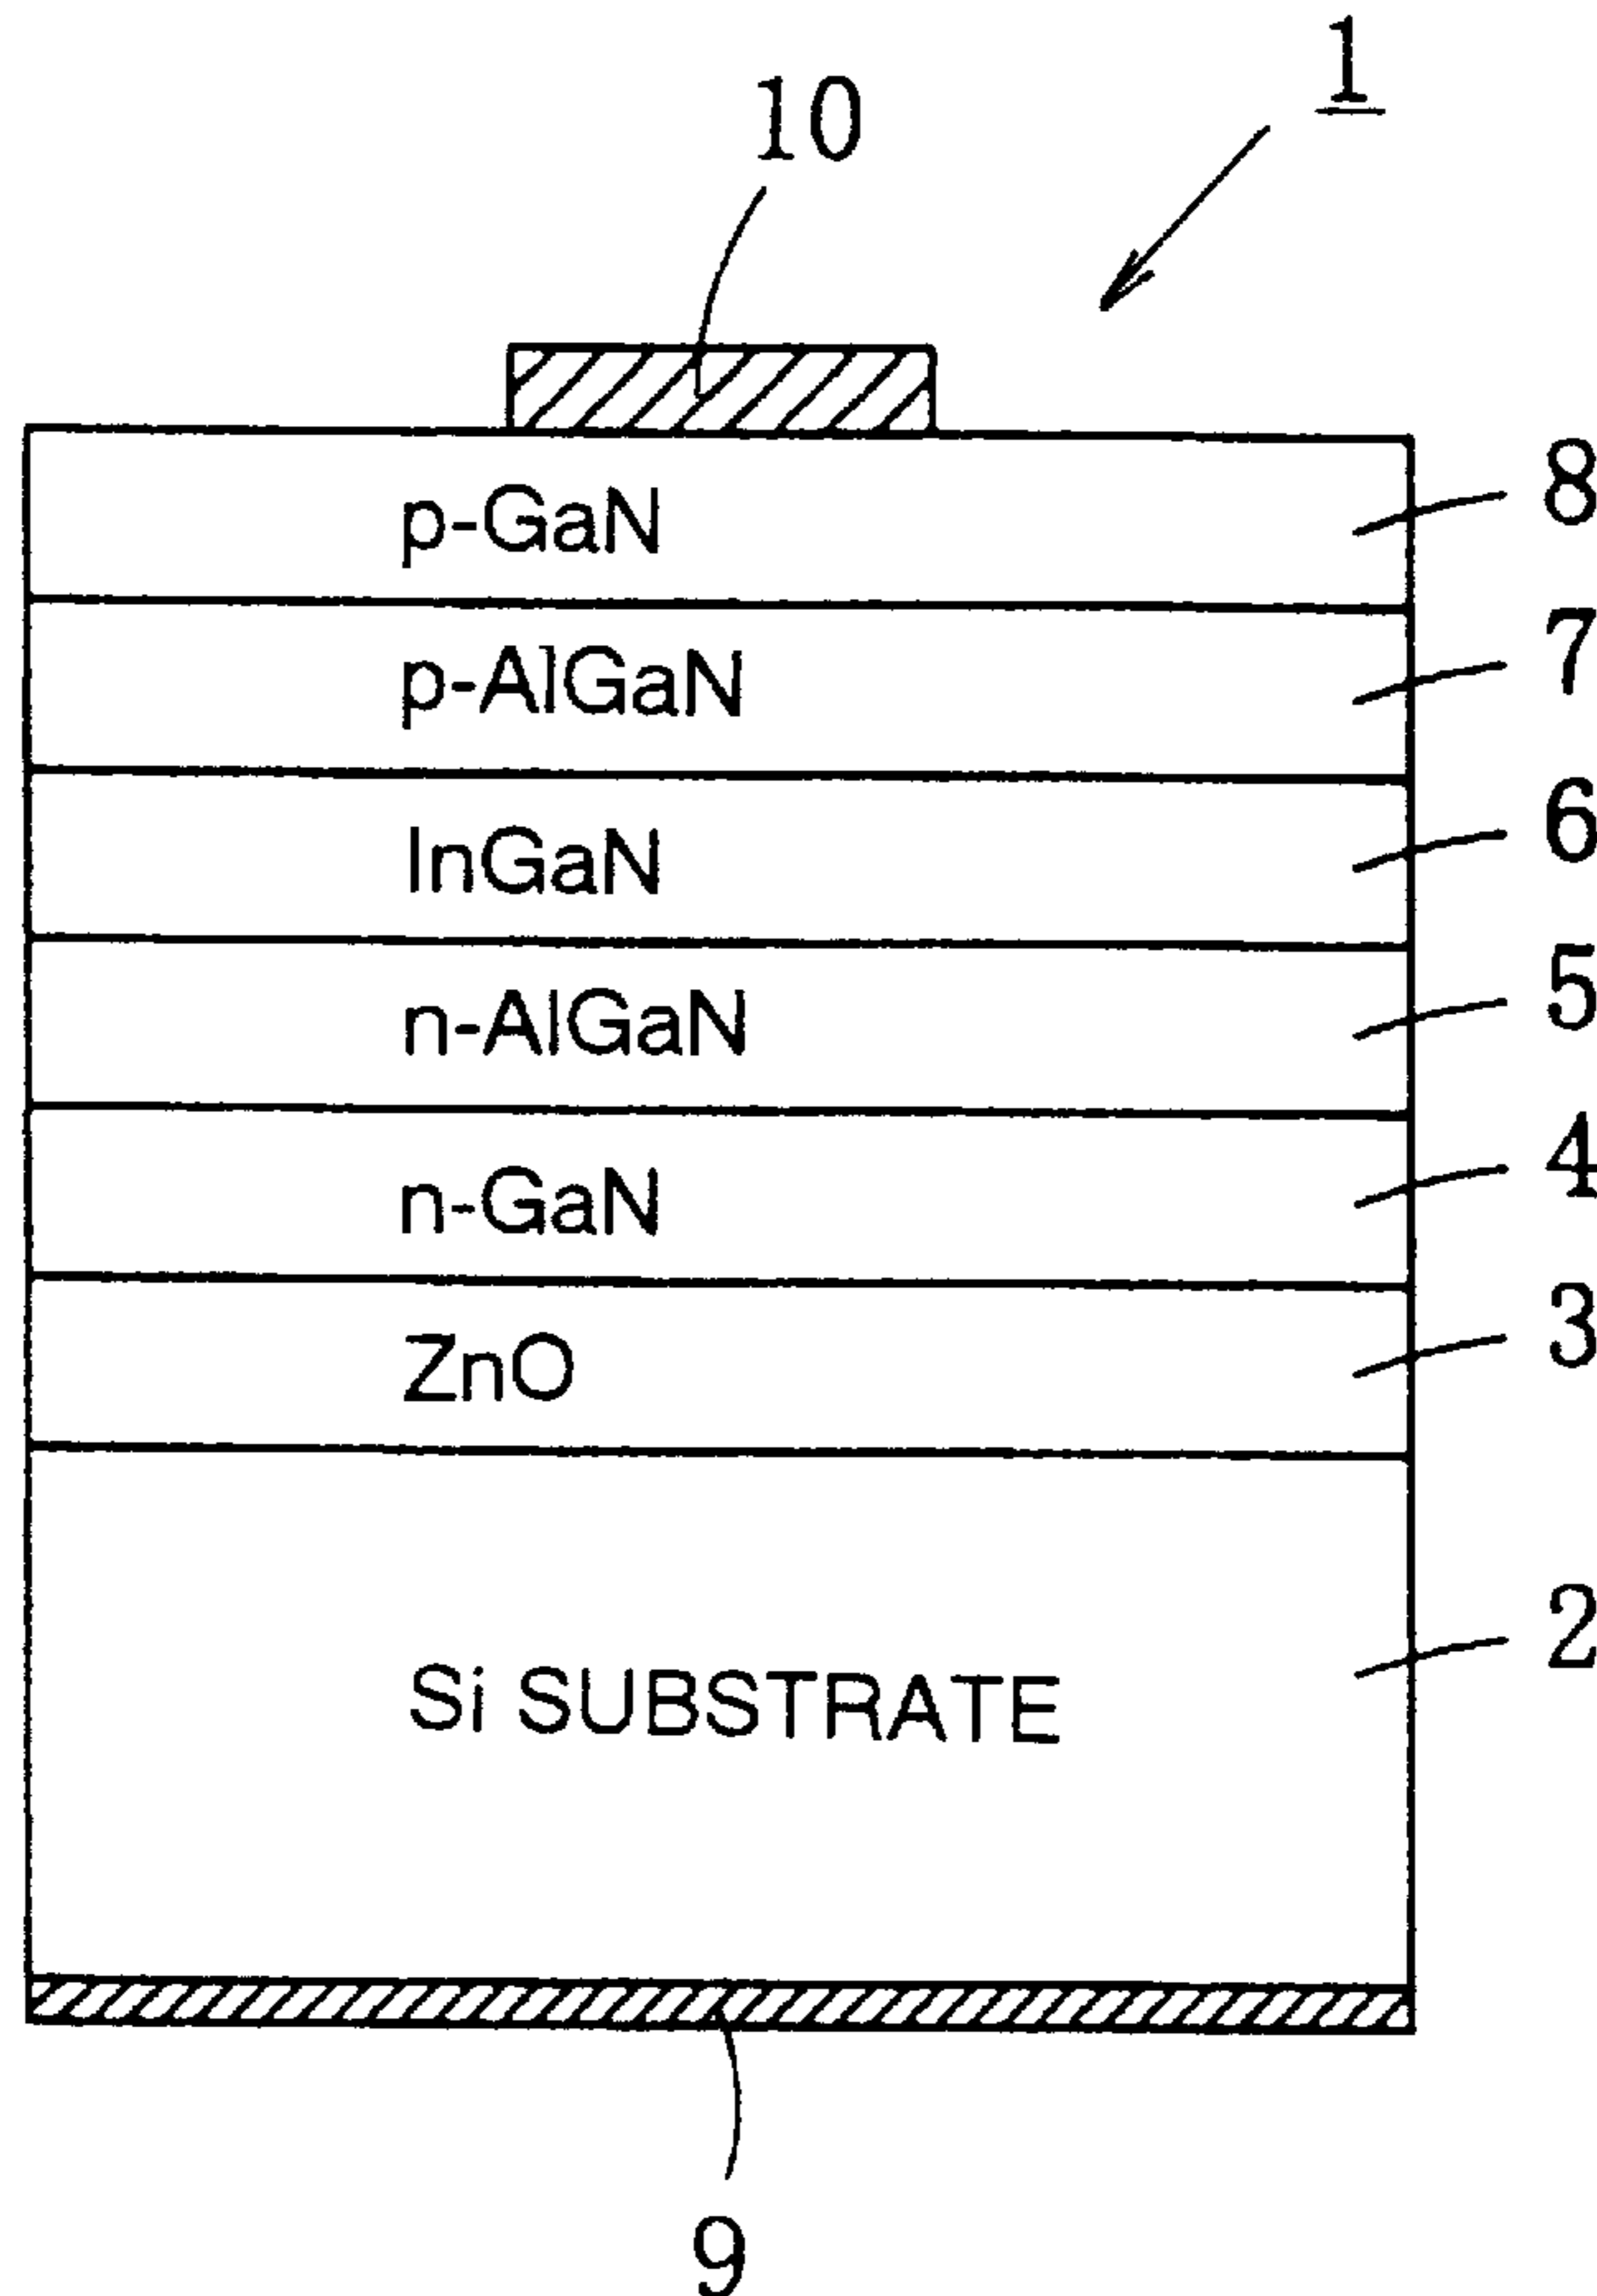 1
10
p-GaN 8
p-AlGaN 7
InGaN 6
n-AlGaN 5
n-GaN 4
ZnO 3
Si SUBSTRATE 2
9